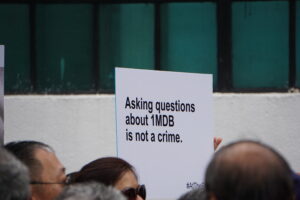 Asking questions
about 1MDB
is not a crime.